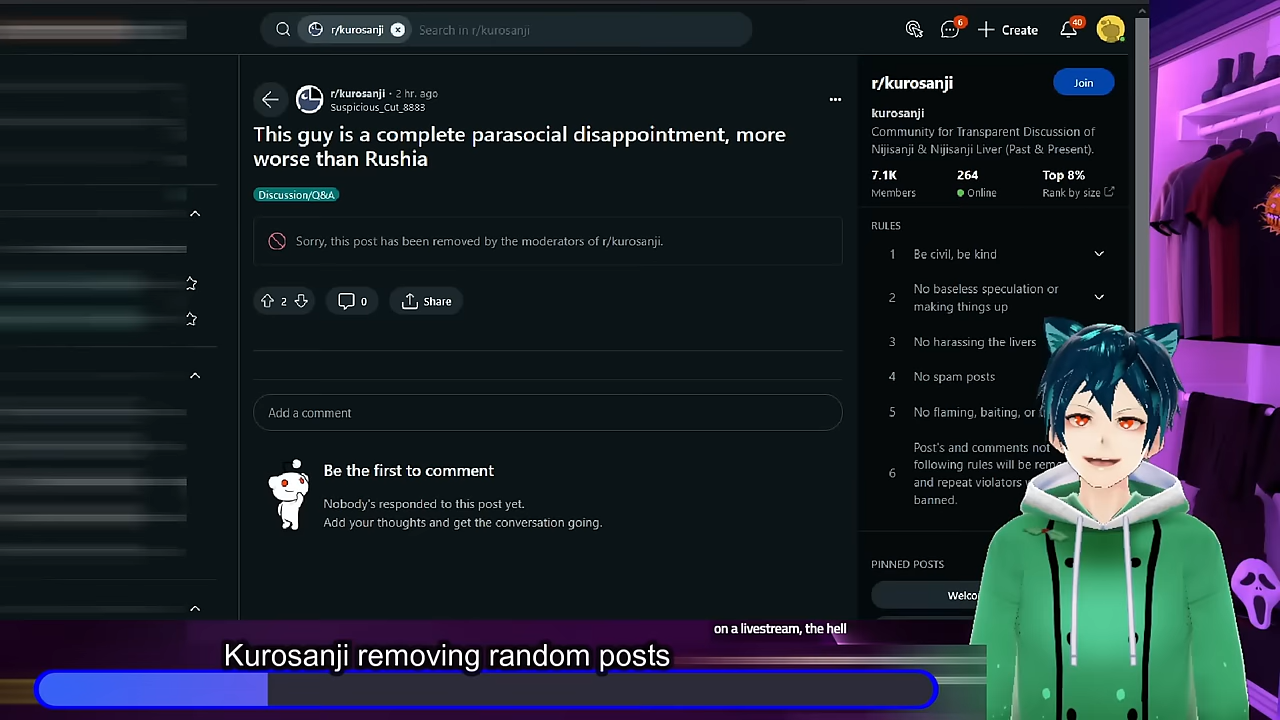 r/kurosanji
Search in r/kurosanji
6
Create
40
r/kurosanji • 2 hr. ago
Suspicious_Cut_8883
This guy is a complete parasocial disappointment, more
worse than Rushia
Discussion/Q&A
Sorry, this post has been removed by the moderators of r/kurosanji.
2
0
Share
Add a comment
Be the first to comment
Nobody's responded to this post yet.
Add your thoughts and get the conversation going.
r/kurosanji
Join
kurosanji
Community for Transparent Discussion of
Nijisanji & Nijisanji Liver (Past & Present).
7.1K
264
Top 8%
Members
Online
Rank by size
RULES
1 Be civil, be kind
2 No baseless speculation or
making things up
3 No harassing the livers
4 No spam posts
5 No flaming, baiting, or
6 Post's and comments not
following rules will be
and repeat violators
banned.
PINNED POSTS
on a livestream, the hell
Kurosanji removing random posts